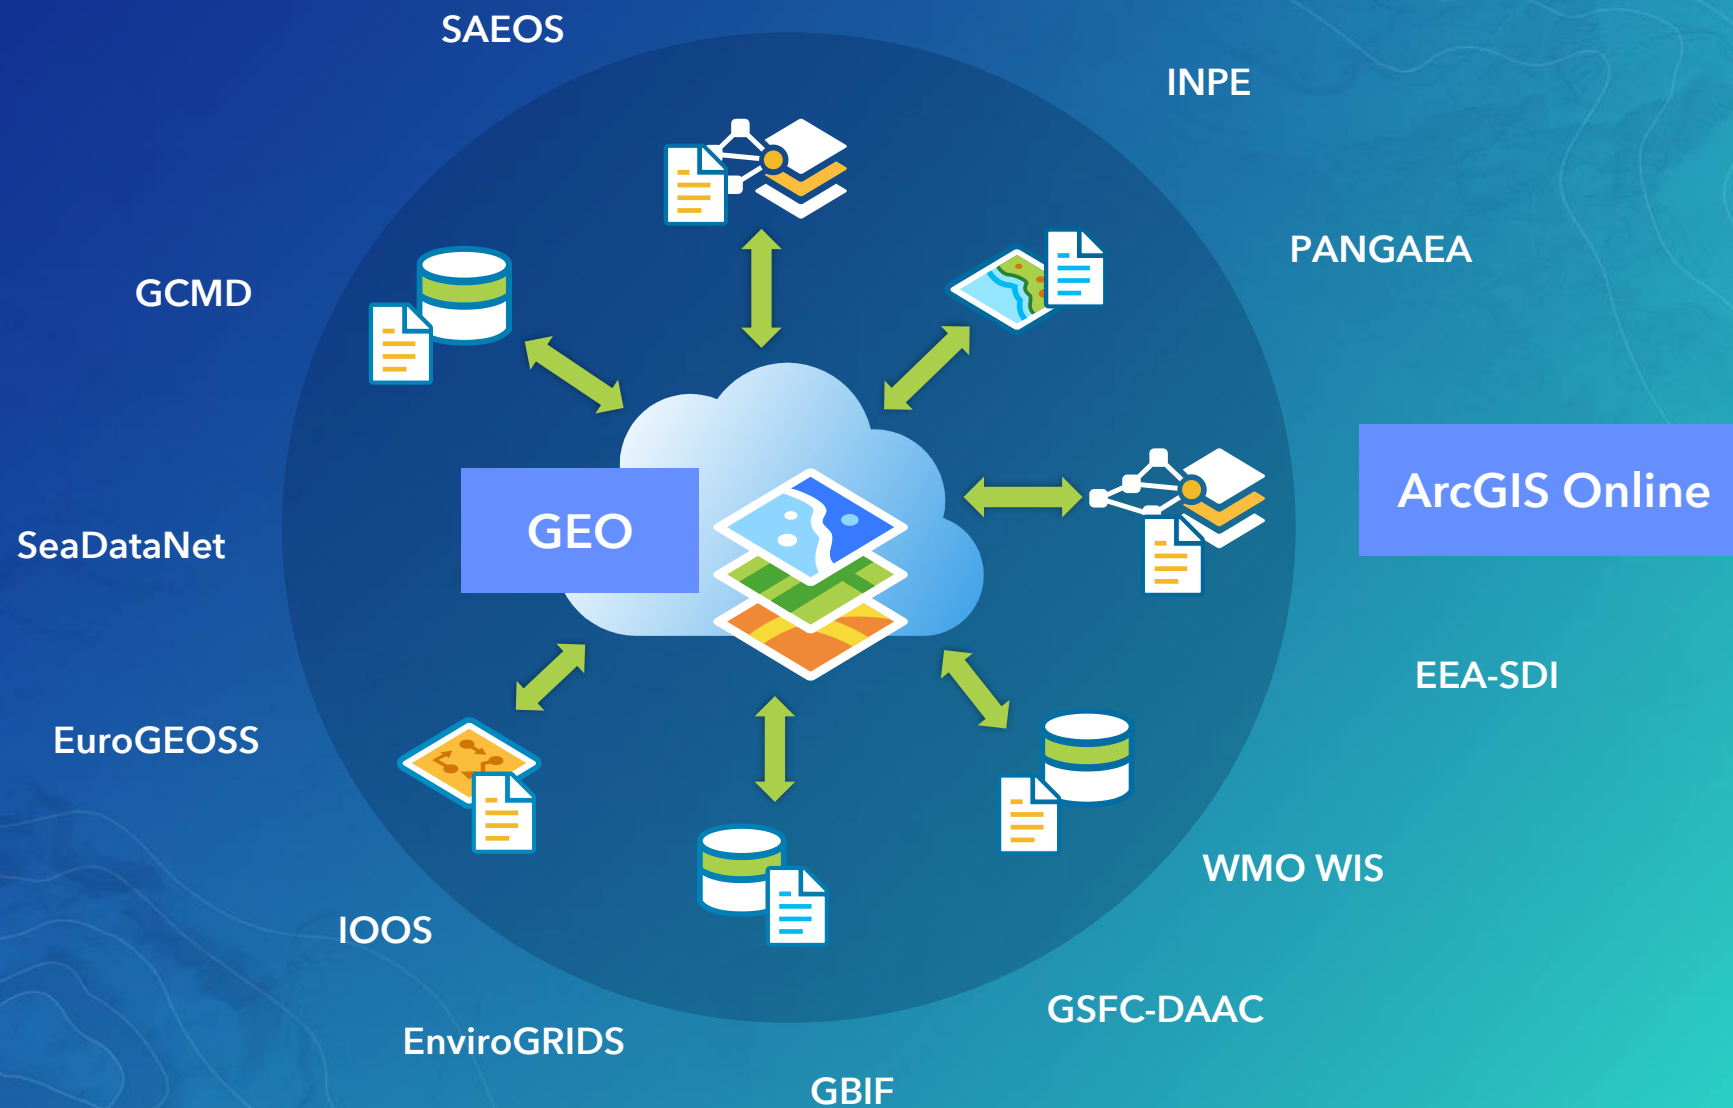 SAEOS
INPE
PANGAEA
GCMD
ArcGIS Online
GEO
SeaDataNet
EEA-SDI
EuroGEOSS
WMO WIS
IOOS
GSFC-DAAC
EnviroGRIDS
GBIF